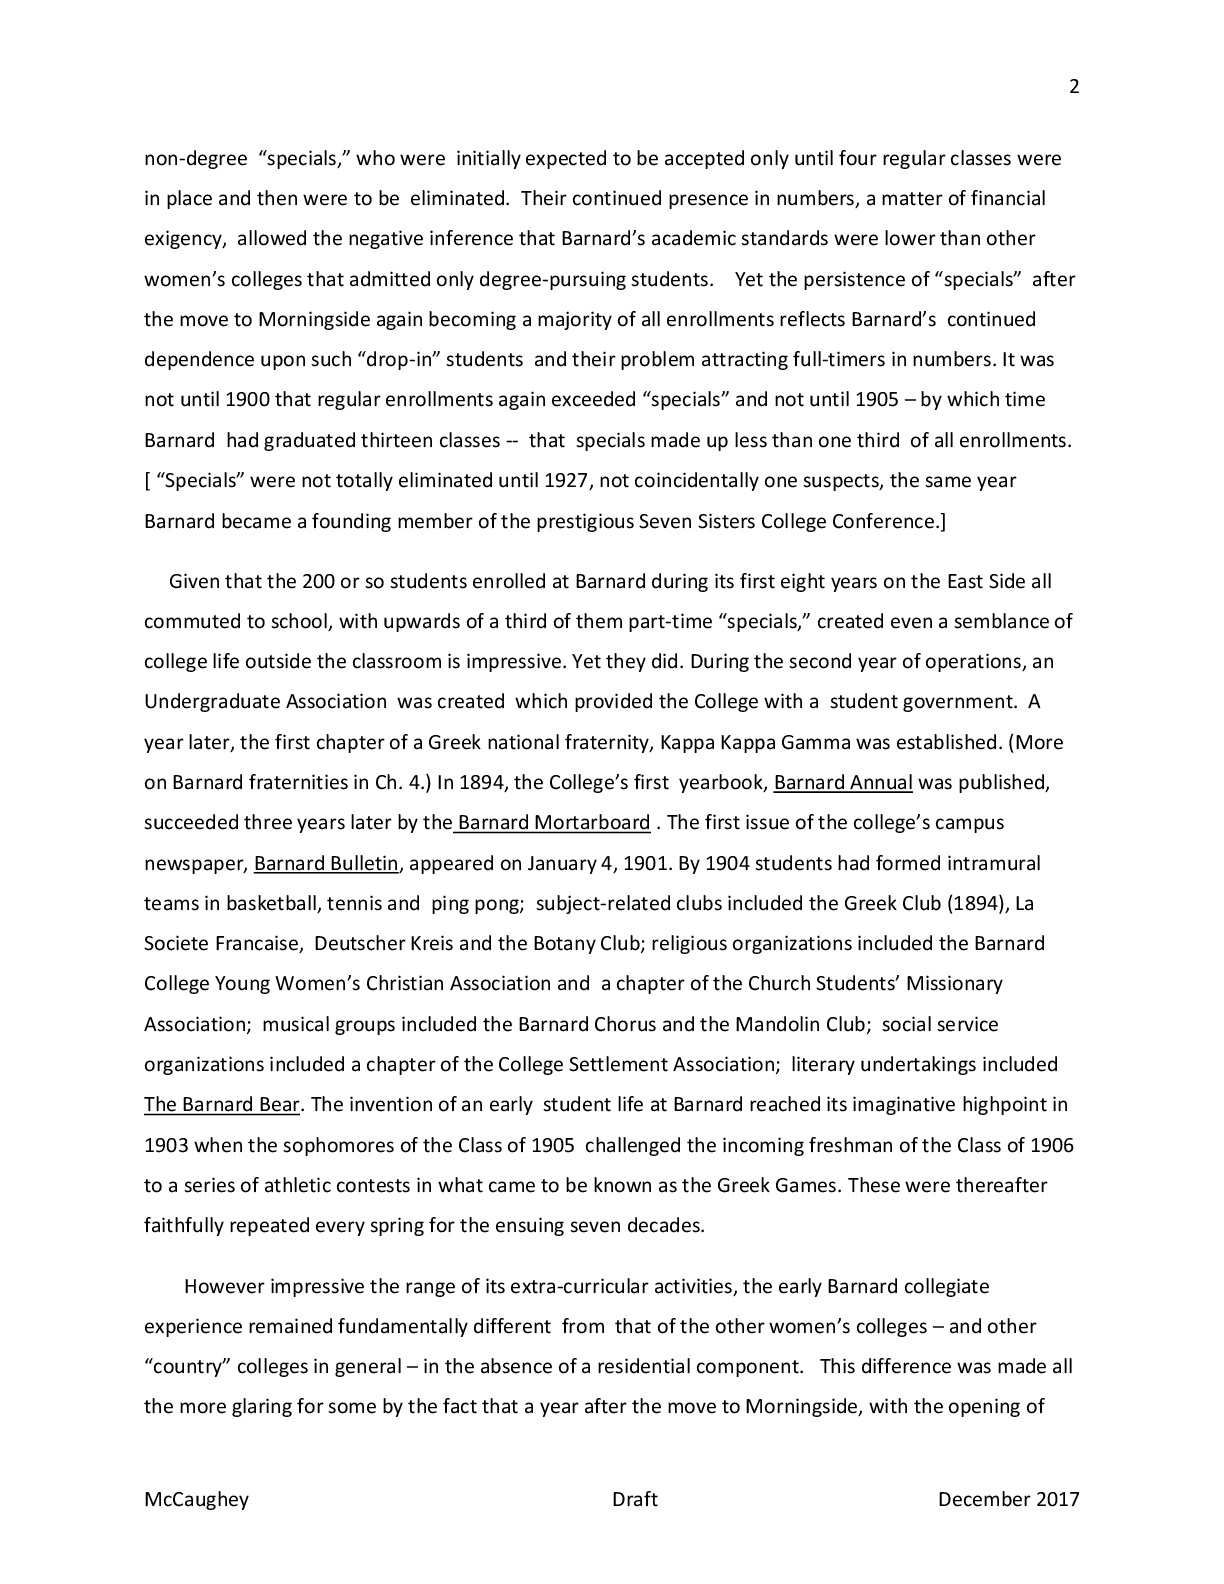 2
non-degree “specials,” who were initially expected to be accepted only until four regular classes were
in place and then were to be eliminated. Their continued presence in numbers, a matter of financial
exigency, allowed the negative inference that Barnard’s academic standards were lower than other
women’s colleges that admitted only degree-pursuing students. Yet the persistence of “specials” after
the move to Morningside again becoming a majority of all enrollments reflects Barnard’s continued
dependence upon such “drop-in” students and their problem attracting full-timers in numbers. It was
not until 1900 that regular enrollments again exceeded “specials” and not until 1905 – by which time
Barnard had graduated thirteen classes -- that specials made up less than one third of all enrollments.
[ “Specials” were not totally eliminated until 1927, not coincidentally one suspects, the same year
Barnard became a founding member of the prestigious Seven Sisters College Conference.]
Given that the 200 or so students enrolled at Barnard during its first eight years on the East Side all
commuted to school, with upwards of a third of them part-time “specials,” created even a semblance of
college life outside the classroom is impressive. Yet they did. During the second year of operations, an
Undergraduate Association was created which provided the College with a student government. A
year later, the first chapter of a Greek national fraternity, Kappa Kappa Gamma was established. (More
on Barnard fraternities in Ch. 4.) In 1894, the College’s first yearbook, Barnard Annual was published,
succeeded three years later by the Barnard Mortarboard . The first issue of the college’s campus
newspaper, Barnard Bulletin, appeared on January 4, 1901. By 1904 students had formed intramural
teams in basketball, tennis and ping pong; subject-related clubs included the Greek Club (1894), La
Societe Francaise, Deutscher Kreis and the Botany Club; religious organizations included the Barnard
College Young Women’s Christian Association and a chapter of the Church Students’ Missionary
Association; musical groups included the Barnard Chorus and the Mandolin Club; social service
organizations included a chapter of the College Settlement Association; literary undertakings included
The Barnard Bear. The invention of an early student life at Barnard reached its imaginative highpoint in
1903 when the sophomores of the Class of 1905 challenged the incoming freshman of the Class of 1906
to a series of athletic contests in what came to be known as the Greek Games. These were thereafter
faithfully repeated every spring for the ensuing seven decades.
However impressive the range of its extra-curricular activities, the early Barnard collegiate
experience remained fundamentally different from that of the other women’s colleges – and other
“country” colleges in general – in the absence of a residential component. This difference was made all
the more glaring for some by the fact that a year after the move to Morningside, with the opening of
McCaughey Draft December 2017